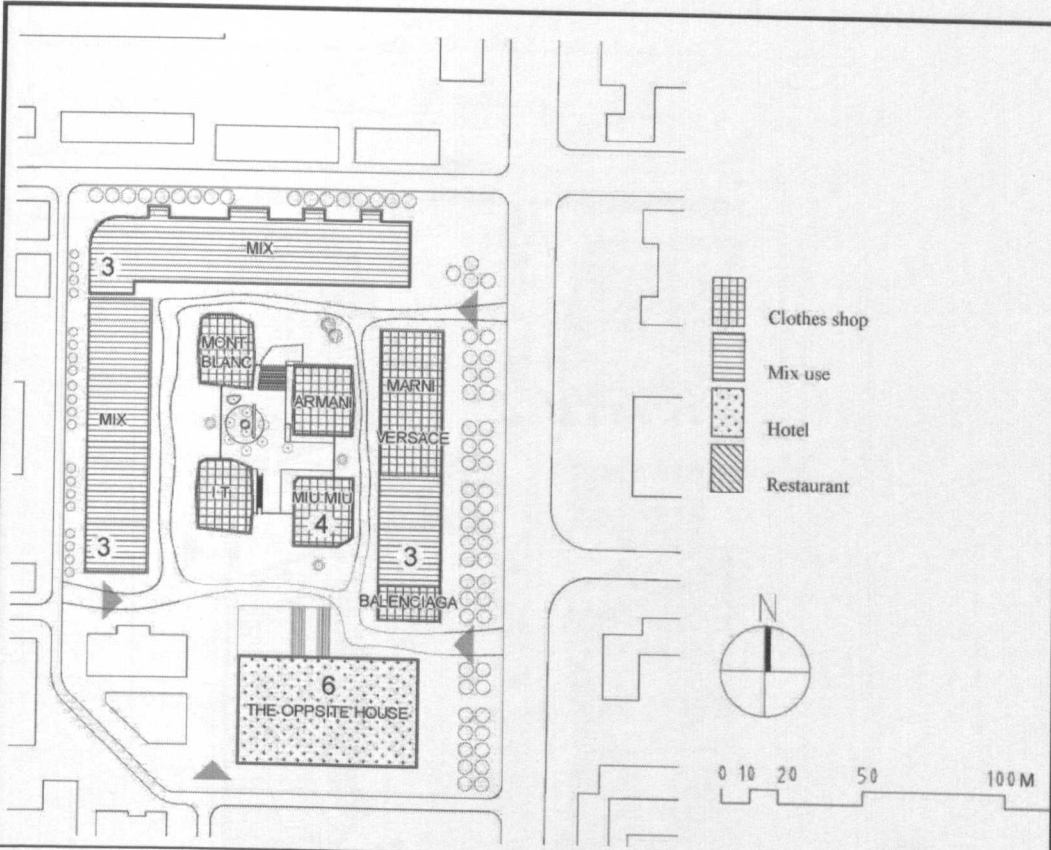 MIX
3
MONT-
BLANC
ARMANI
MARNI
VERSACE
MIX
I T
MIU MIU
4
3
3
BALENCIAGA
6
THE OPPSITE HOUSE
Clothes shop
Mix use
Hotel
Restaurant
N
0 10 20 50 100 M